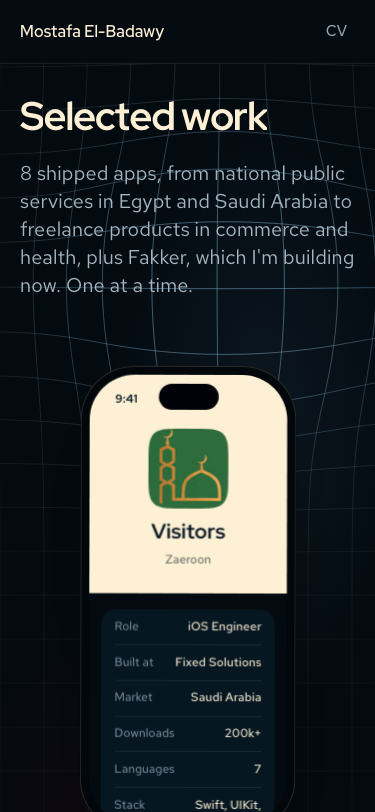 Mostafa El-Badawy
CV
Selected work
8 shipped apps, from national public
services in Egypt and Saudi Arabia to
freelance products in commerce and
health, plus Fakker, which I'm building
now. One at a time.
9:41
Visitors
Zaeroon
Role iOS Engineer
Built at Fixed Solutions
Market Saudi Arabia
Downloads 200k+
Languages 7
Stack Swift, UIKit,